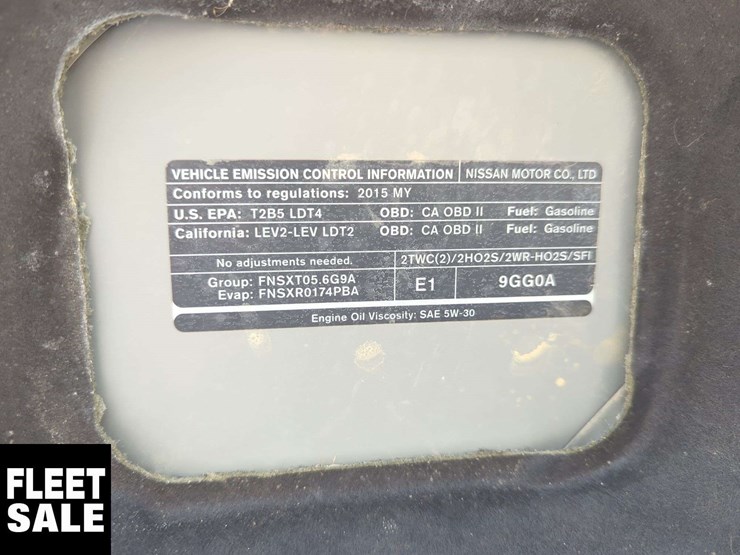 VEHICLE EMISSION CONTROL INFORMATION NISSAN MOTOR CO., LTD
Conforms to regulations: 2015 MY
U.S. EPA: T2B5 LDT4 OBD: CA OBD II Fuel: Gasoline
California: LEV2-LEV LDT2 OBD: CA OBD II Fuel: Gasoline
No adjustments needed. 2TWC(2)/2HO2S/2WR-HO2S/SFI
Group: FNSXT05.6G9A
Evap: FNSXR0174PBA
E1 9GG0A
Engine Oil Viscosity: SAE 5W-30
FLEET
SALE